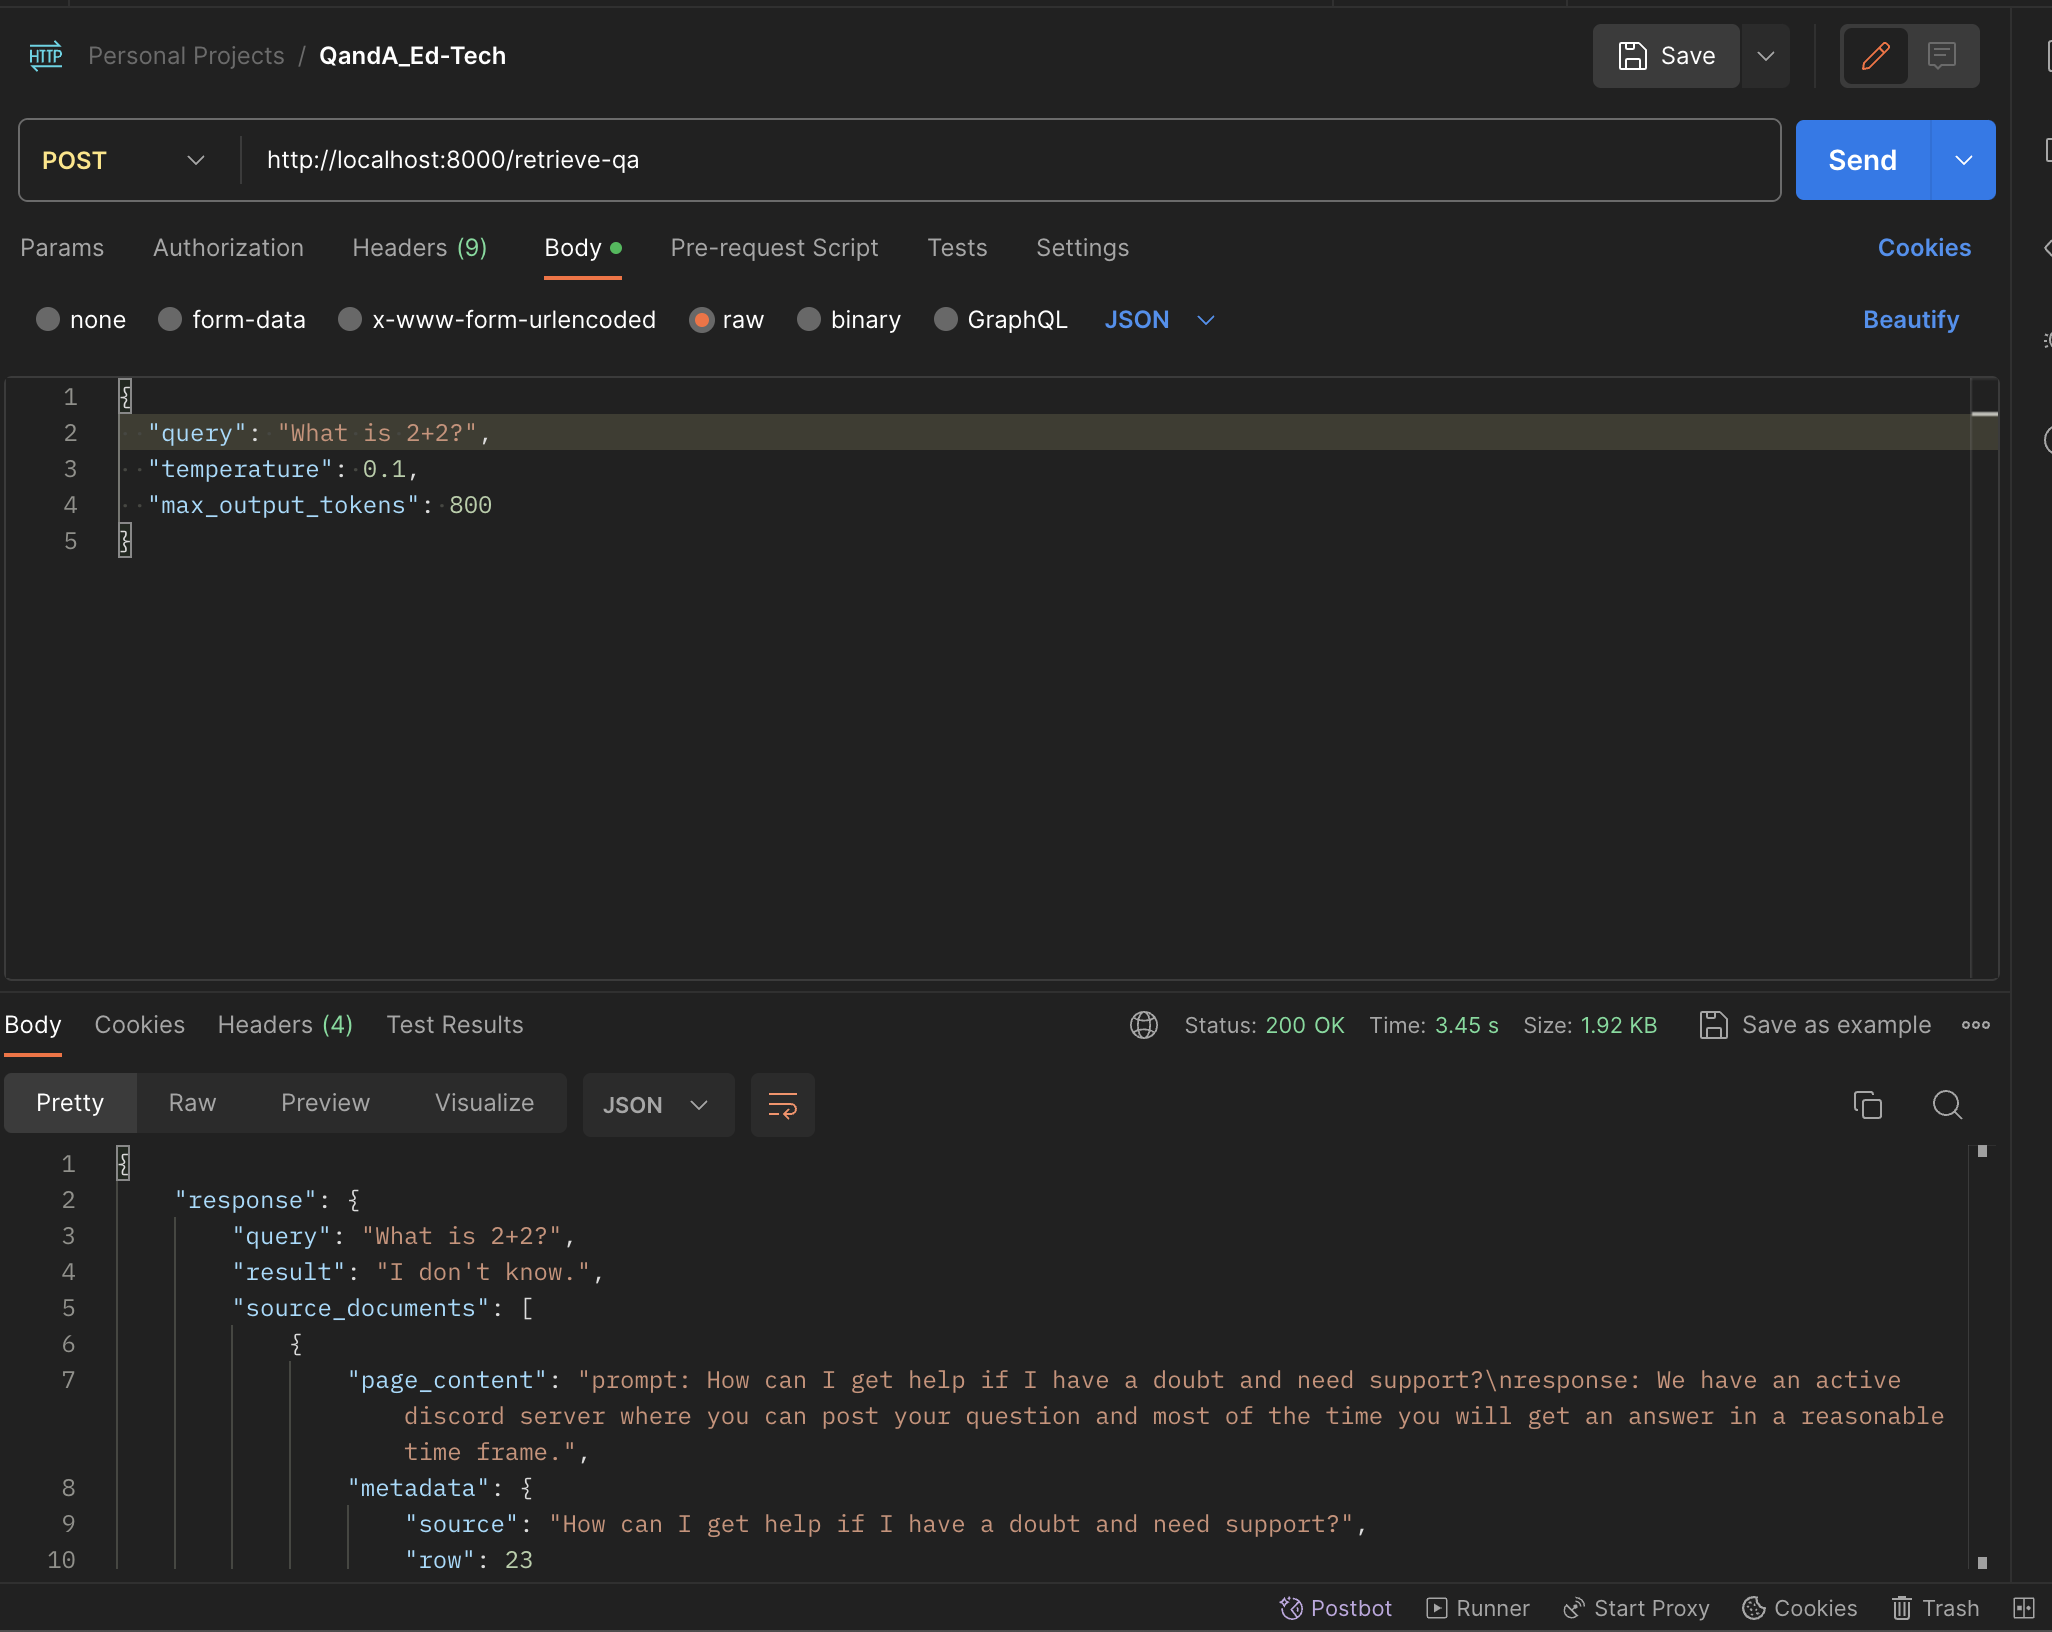 HTTP Personal Projects / QandA_Ed-Tech Save
POST http://localhost:8000/retrieve-qa Send
Params Authorization Headers (9) Body Pre-request Script Tests Settings Cookies
none form-data x-www-form-urlencoded raw binary GraphQL JSON Beautify
1 {
2 "query": "What is 2+2?",
3 "temperature": 0.1,
4 "max_output_tokens": 800
5 }
Body Cookies Headers (4) Test Results Status: 200 OK Time: 3.45 s Size: 1.92 KB Save as example
Pretty Raw Preview Visualize JSON
1 {
2 "response": {
3 "query": "What is 2+2?",
4 "result": "I don't know.",
5 "source_documents": [
6 {
7 "page_content": "prompt: How can I get help if I have a doubt and need support?\nresponse: We have an active
discord server where you can post your question and most of the time you will get an answer in a reasonable
time frame.",
8 "metadata": {
9 "source": "How can I get help if I have a doubt and need support?",
10 "row": 23
Postbot Runner Start Proxy Cookies Trash